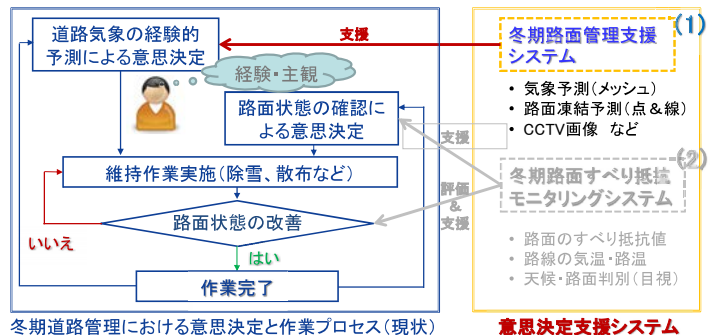 道路気象の経験的
予測による意思決定
経験・主観
路面状態の確認に
よる意思決定
維持作業実施（除雪、散布など）
路面状態の改善
いいえ
はい
作業完了
冬期道路管理における意思決定と作業プロセス（現状）
支援
支援
評価
&
支援
(1)
冬期路面管理支援
システム
• 気象予測（メッシュ）
• 路面凍結予測（点＆線）
• CCTV画像 など
(2)
冬期路面すべり抵抗
モニタリングシステム
• 路面のすべり抵抗値
• 路線の気温・路温
• 天候・路面判別（目視）
意思決定支援システム